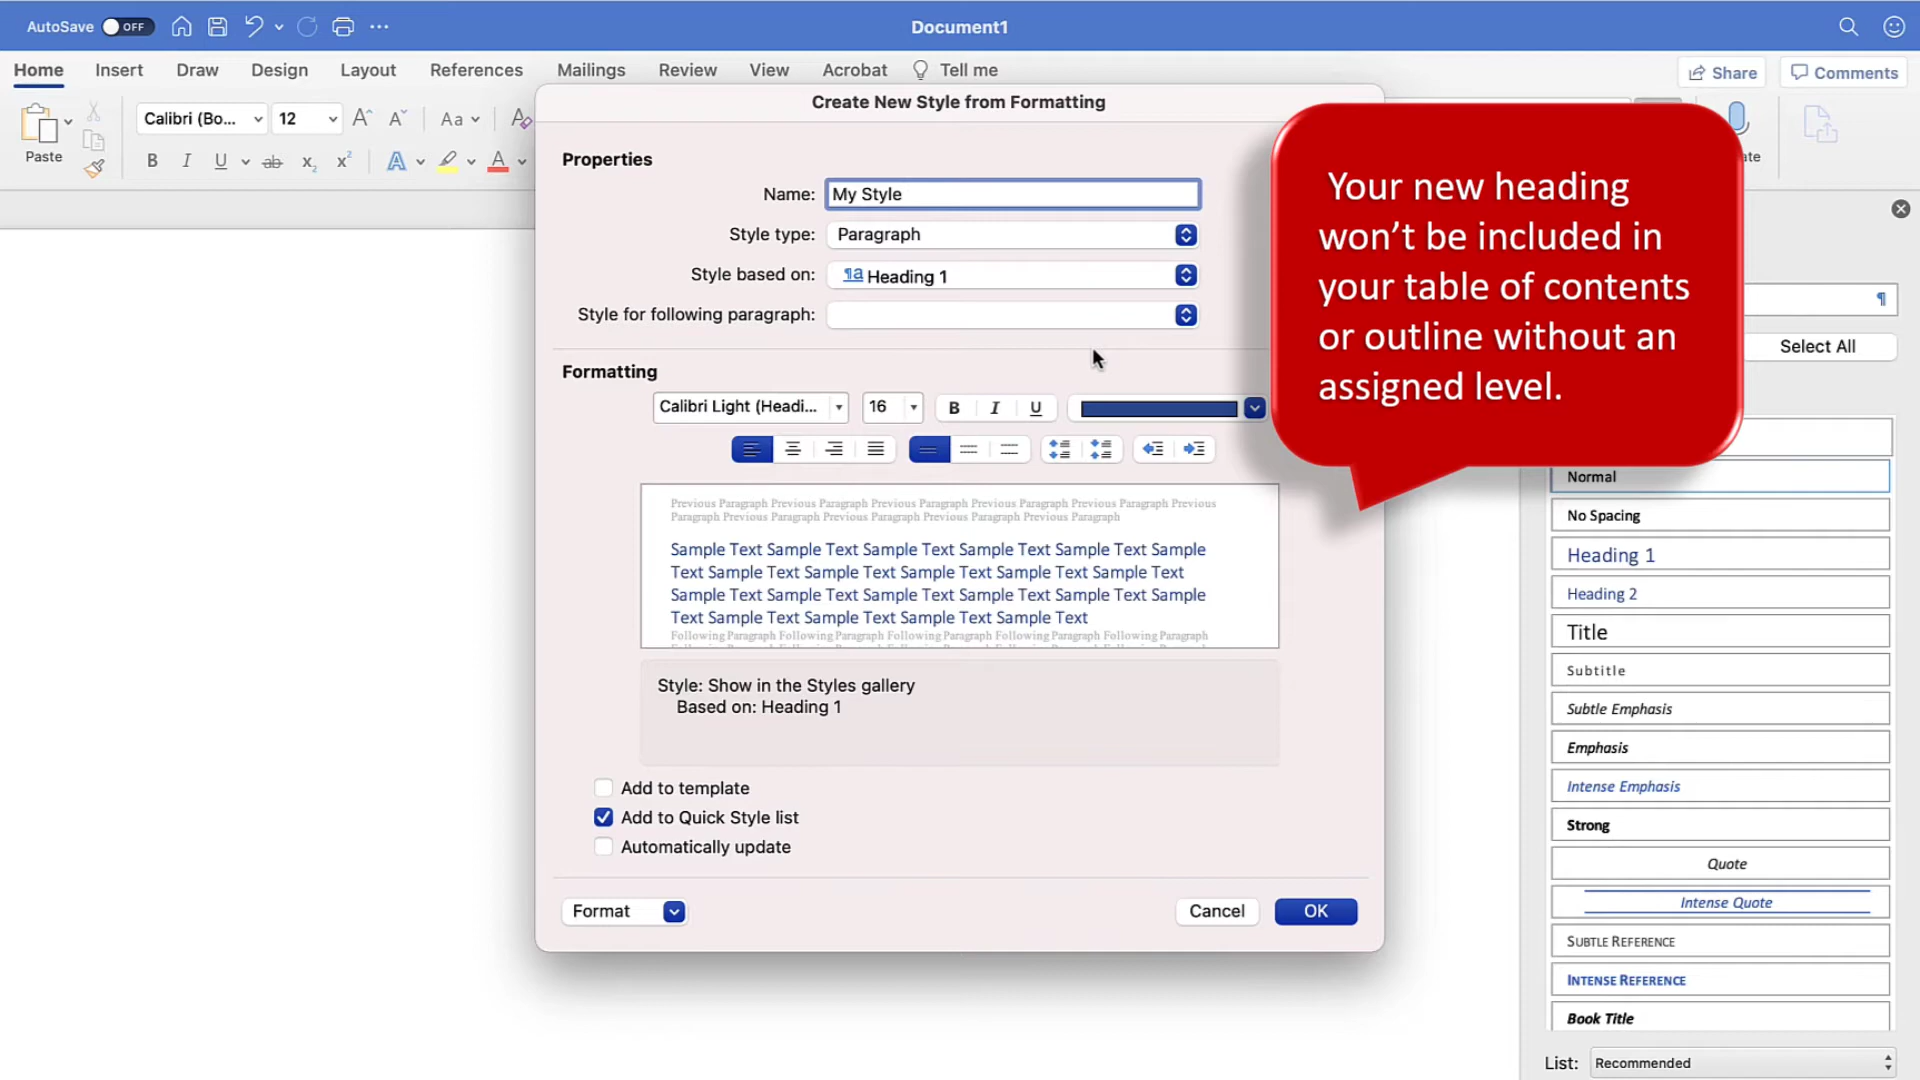 AutoSave OFF
Document1
Home Insert Draw Design Layout References Mailings Review View Acrobat Tell me
Share Comments
Paste
Calibri (Bo... 12
Aa
B I U ab x₂ x² A A
Create New Style from Formatting
Properties
Name: My Style
Style type: Paragraph
Style based on: ¶a Heading 1
Style for following paragraph:
Formatting
Calibri Light (Headi... 16 B I U
Previous Paragraph Previous Paragraph Previous Paragraph Previous Paragraph Previous Paragraph Previous
Paragraph Previous Paragraph Previous Paragraph Previous Paragraph Previous Paragraph
Sample Text Sample Text Sample Text Sample Text Sample Text Sample
Text Sample Text Sample Text Sample Text Sample Text Sample Text
Sample Text Sample Text Sample Text Sample Text Sample Text Sample
Text Sample Text Sample Text Sample Text Sample Text
Following Paragraph Following Paragraph Following Paragraph Following Paragraph Following Paragraph
Style: Show in the Styles gallery
Based on: Heading 1
Add to template
Add to Quick Style list
Automatically update
Format
Cancel OK
Your new heading
won't be included in
your table of contents
or outline without an
assigned level.
¶
Select All
Normal
No Spacing
Heading 1
Heading 2
Title
Subtitle
Subtle Emphasis
Emphasis
Intense Emphasis
Strong
Quote
Intense Quote
SUBTLE REFERENCE
INTENSE REFERENCE
Book Title
List: Recommended